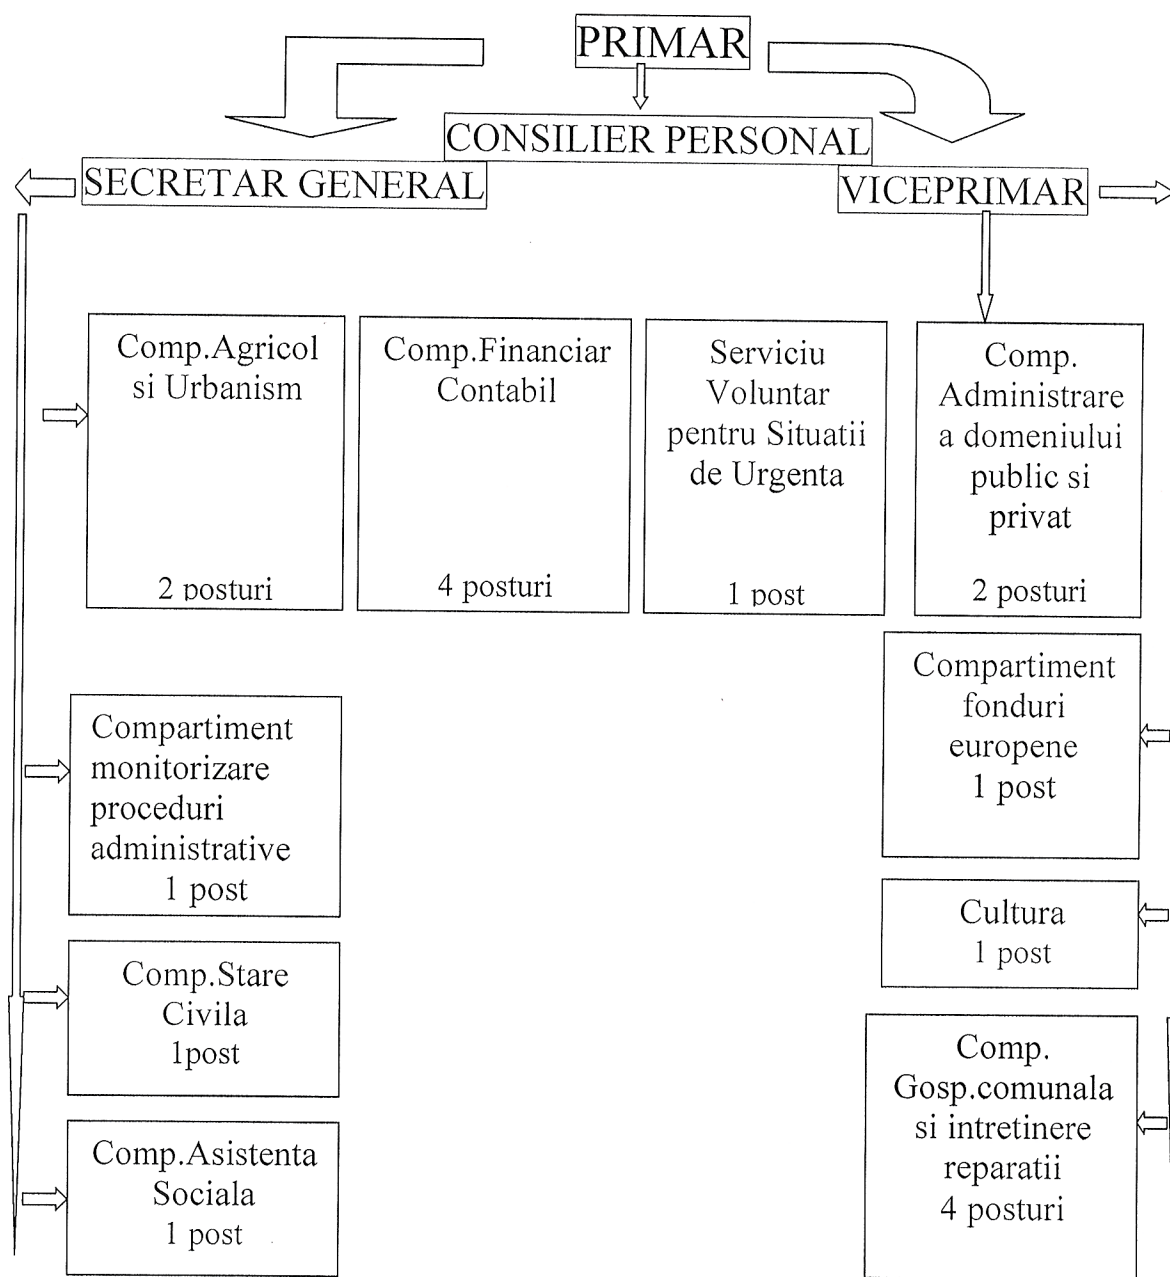 PRIMAR
CONSILIER PERSONAL
SECRETAR GENERAL
VICEPRIMAR
Comp.Agricol
si Urbanism
2 posturi
Comp.Financiar
Contabil
4 posturi
Serviciu
Voluntar
pentru Situatii
de Urgenta
1 post
Comp.
Administrare
a domeniului
public si
privat
2 posturi
Compartiment
monitorizare
proceduri
administrative
1 post
Compartiment
fonduri
europene
1 post
Cultura
1 post
Comp.Stare
Civila
1post
Comp.
Gosp.comunala
si intretinere
reparatii
4 posturi
Comp.Asistenta
Sociala
1 post